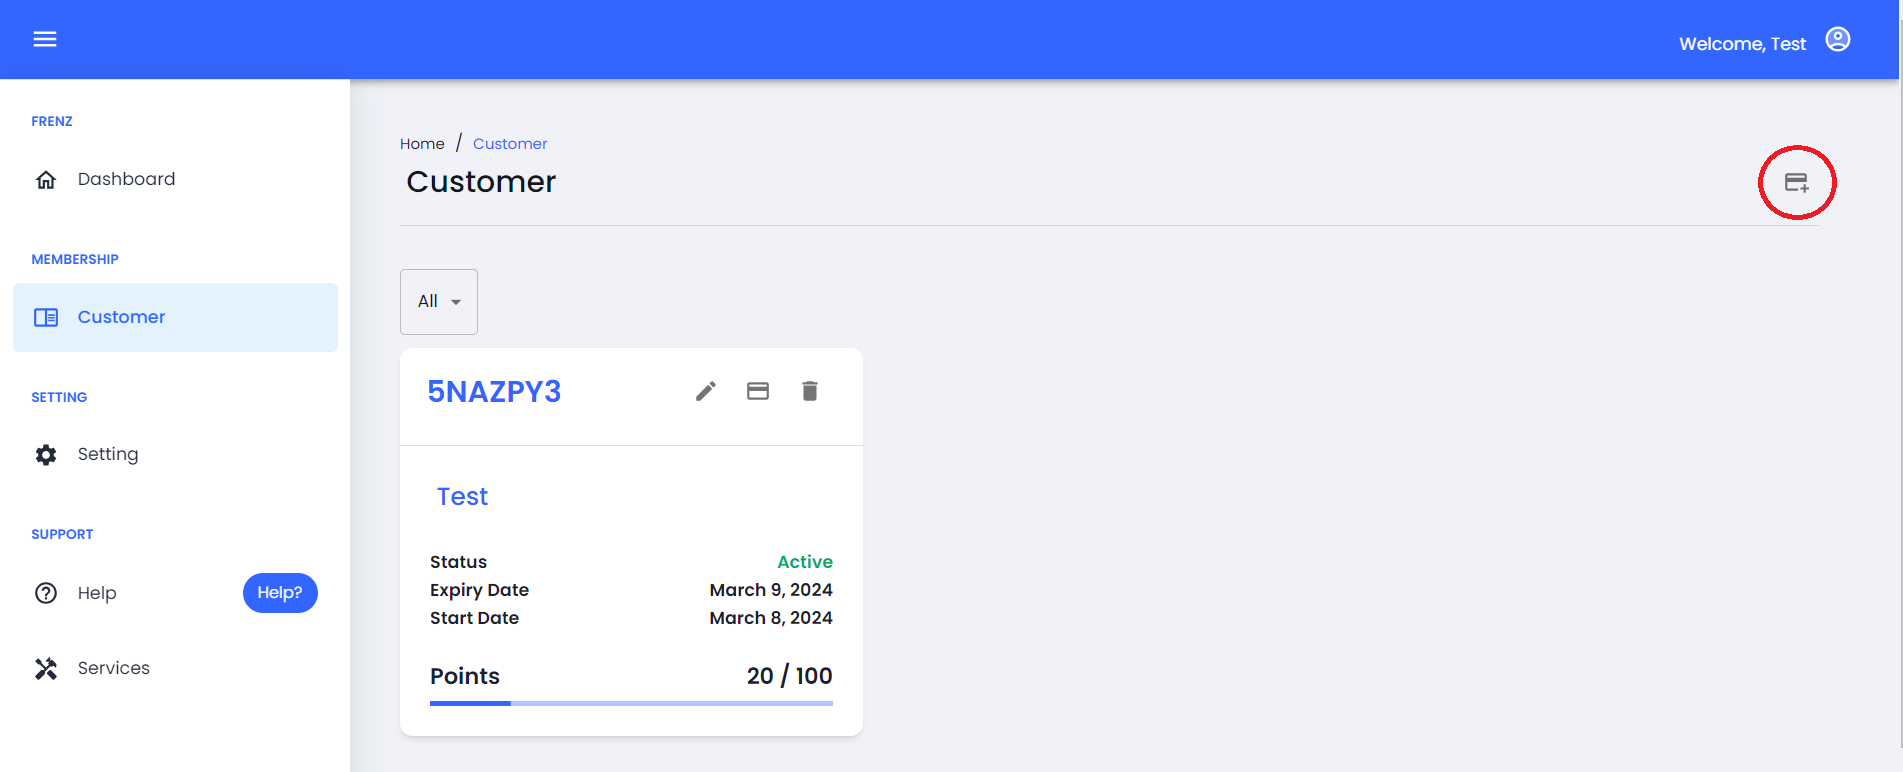 Welcome, Test
FRENZ
Dashboard
MEMBERSHIP
Customer
SETTING
Setting
SUPPORT
Help
Help?
Services
Home / Customer
Customer
All
5NAZPY3
Test
Status Active
Expiry Date March 9, 2024
Start Date March 8, 2024
Points 20 / 100